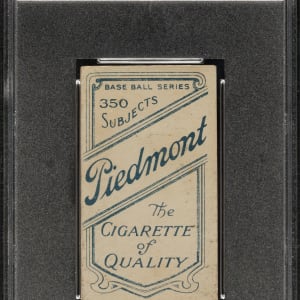 BASE BALL SERIES
350
SUBJECTS
Piedmont
The
CIGARETTE
of
QUALITY